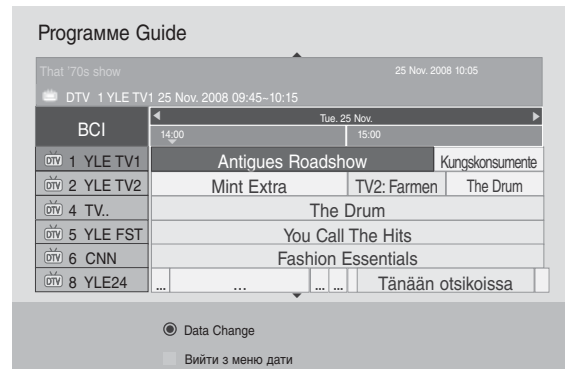 Programме Guide
That '70s show 25 Nov. 2008 10:05
DTV 1 YLE TV1 25 Nov. 2008 09:45~10:15
ВСІ
Tue. 25 Nov.
14:00 15:00
DTV 1 YLE TV1 Antigues Roadshow Kungskonsumente
DTV 2 YLE TV2 Mint Extra TV2: Farmen The Drum
DTV 4 TV.. The Drum
DTV 5 YLE FST You Call The Hits
DTV 6 CNN Fashion Essentials
DTV 8 YLE24 ... ... ... ... Tänään otsikoissa
Data Change
Вийти з меню дати